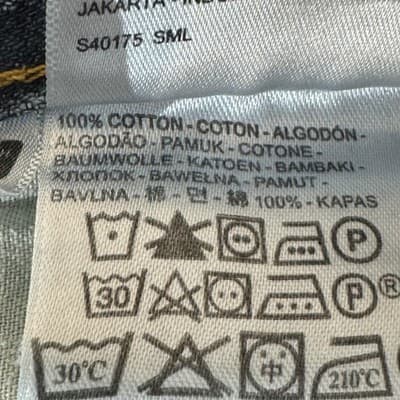 JAKARTA - IND
S40175 SML
100% COTTON - COTON - ALGODÓN -
ALGODÃO - PAMUK - COTONE -
BAUMWOLLE - KATOEN - BAMBAKI -
ХЛОПОК - BAWEŁNA - PAMUT -
BAVLNA - 棉 - 면 - 綿 100% - KAPAS
P
30 P ®
30°C 中 210°C